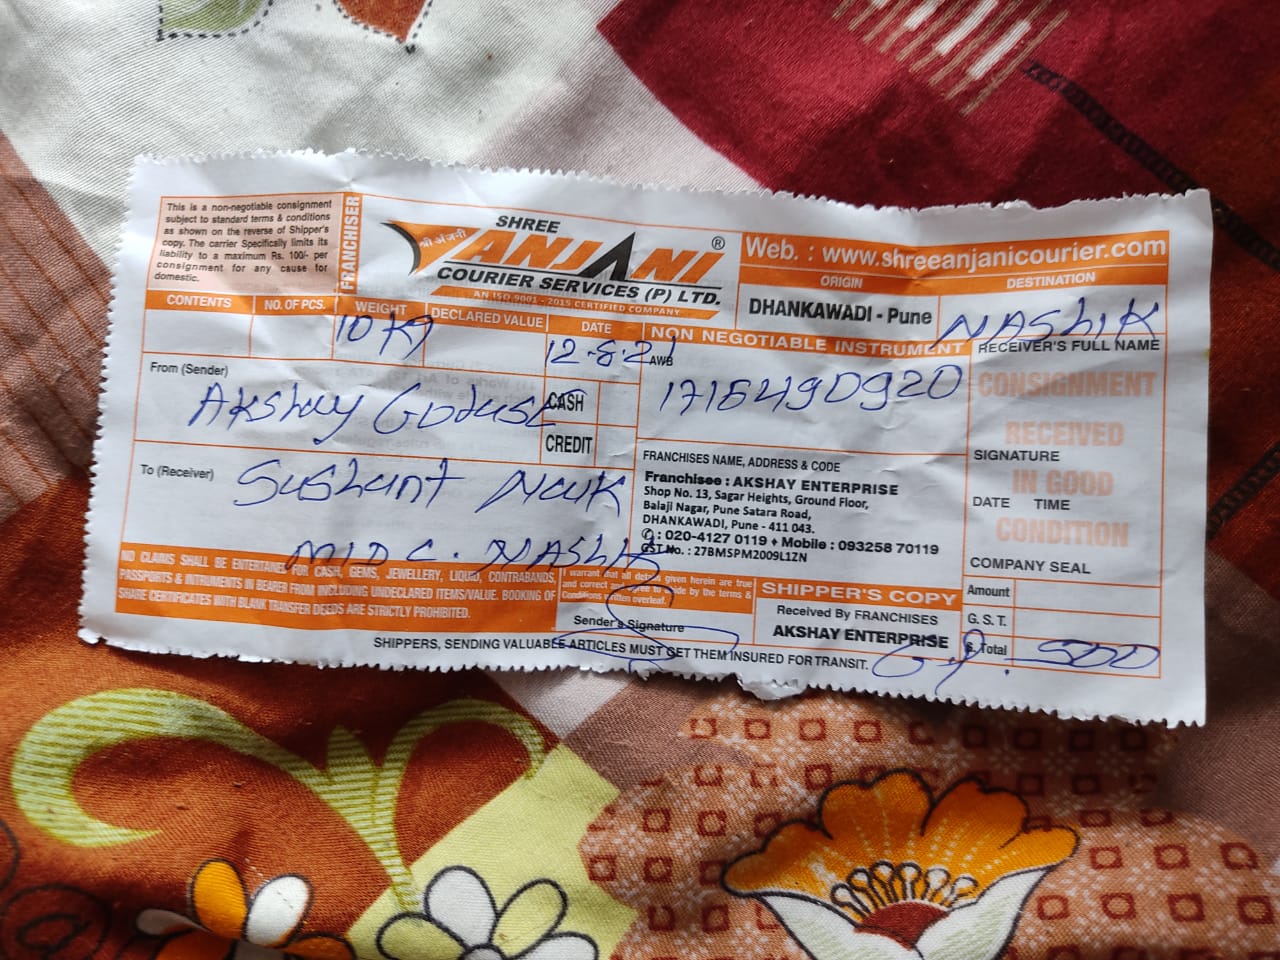 This is a non-negotiable consignment
subject to standard terms & conditions
as shown on the reverse of Shipper's
copy. The carrier Specifically limits its
liability to a maximum Rs. 100/- per
consignment for any cause for
domestic.
FRANCHISER
श्री अंजनी
SHREE
ANJANI ®
COURIER SERVICES (P) LTD.
AN ISO 9001 - 2015 CERTIFIED COMPANY
Web. : www.shreeanjanicourier.com
ORIGIN
DESTINATION
DHANKAWADI - Pune
NASHIK
CONTENTS
NO. OF PCS.
WEIGHT
DECLARED VALUE
DATE
NON NEGOTIABLE INSTRUMENT
10 kg
12-8-21
AWB
1716490920
From (Sender)
Akshay Goduse
CASH
CREDIT
To (Receiver)
Sushant Naik
MIDC. NASHIK
FRANCHISES NAME, ADDRESS & CODE
Franchisee : AKSHAY ENTERPRISE
Shop No. 13, Sagar Heights, Ground Floor,
Balaji Nagar, Pune Satara Road,
DHANKAWADI, Pune - 411 043.
✆ : 020-4127 0119 ♦ Mobile : 093258 70119
GST No. : 27BMSPM2009L1ZN
RECEIVER'S FULL NAME
CONSIGNMENT
RECEIVED
SIGNATURE
IN GOOD
DATE TIME
CONDITION
COMPANY SEAL
NO CLAIMS SHALL BE ENTERTAINED FOR CASH, GEMS, JEWELLERY, LIQUID, CONTRABANDS,
PASSPORTS & INTRUMENTS IN BEARER FROM INCLUDING UNDECLARED ITEMS/VALUE. BOOKING OF
SHARE CERTIFICATES WITH BLANK TRANSFER DEEDS ARE STRICTLY PROHIBITED.
I warrant that all details given herein are true
and correct and agree to abide by the terms &
Conditions written overleaf.
Sender's Signature
SHIPPER'S COPY
Received By FRANCHISES
AKSHAY ENTERPRISE
Amount
G. S. T.
G. Total
500
SHIPPERS, SENDING VALUABLE ARTICLES MUST GET THEM INSURED FOR TRANSIT.